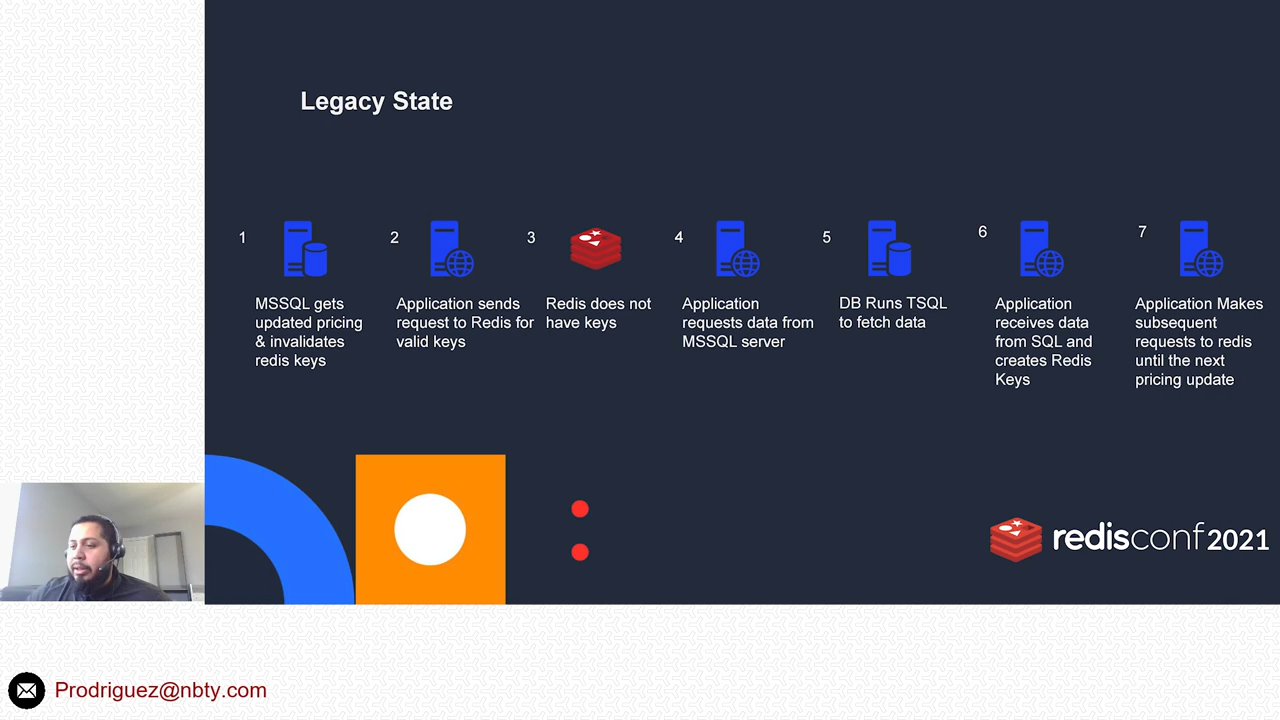 Legacy State
1
MSSQL gets
updated pricing
& invalidates
redis keys
2
Application sends
request to Redis for
valid keys
3
Redis does not
have keys
4
Application
requests data from
MSSQL server
5
DB Runs TSQL
to fetch data
6
Application
receives data
from SQL and
creates Redis
Keys
7
Application Makes
subsequent
requests to redis
until the next
pricing update
redisconf 2021
Prodriguez@nbty.com